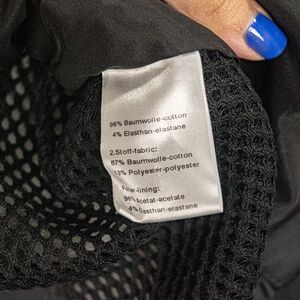 96% Baumwolle-cotton
4% Elasthan-elastane
2.Stoff-fabric:
87% Baumwolle-cotton
13% Polyester-polyester
Futter-lining:
96% Acetat-acetate
4% Elasthan-elastane